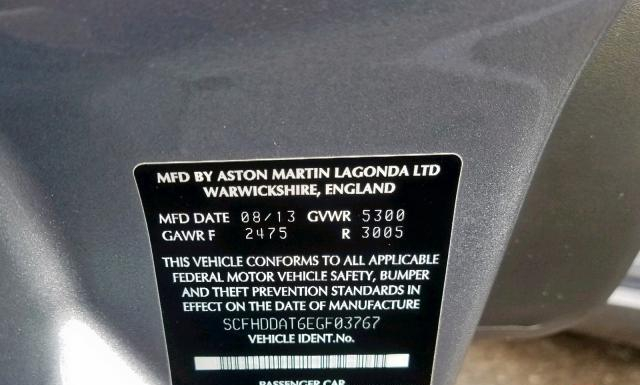 MFD BY ASTON MARTIN LAGONDA LTD
WARWICKSHIRE, ENGLAND
MFD DATE 08/13 GVWR 5300
GAWR F 2475 R 3005
THIS VEHICLE CONFORMS TO ALL APPLICABLE
FEDERAL MOTOR VEHICLE SAFETY, BUMPER
AND THEFT PREVENTION STANDARDS IN
EFFECT ON THE DATE OF MANUFACTURE
SCFHDDAT6EGF03767
VEHICLE IDENT.No.
PASSENGER CAR